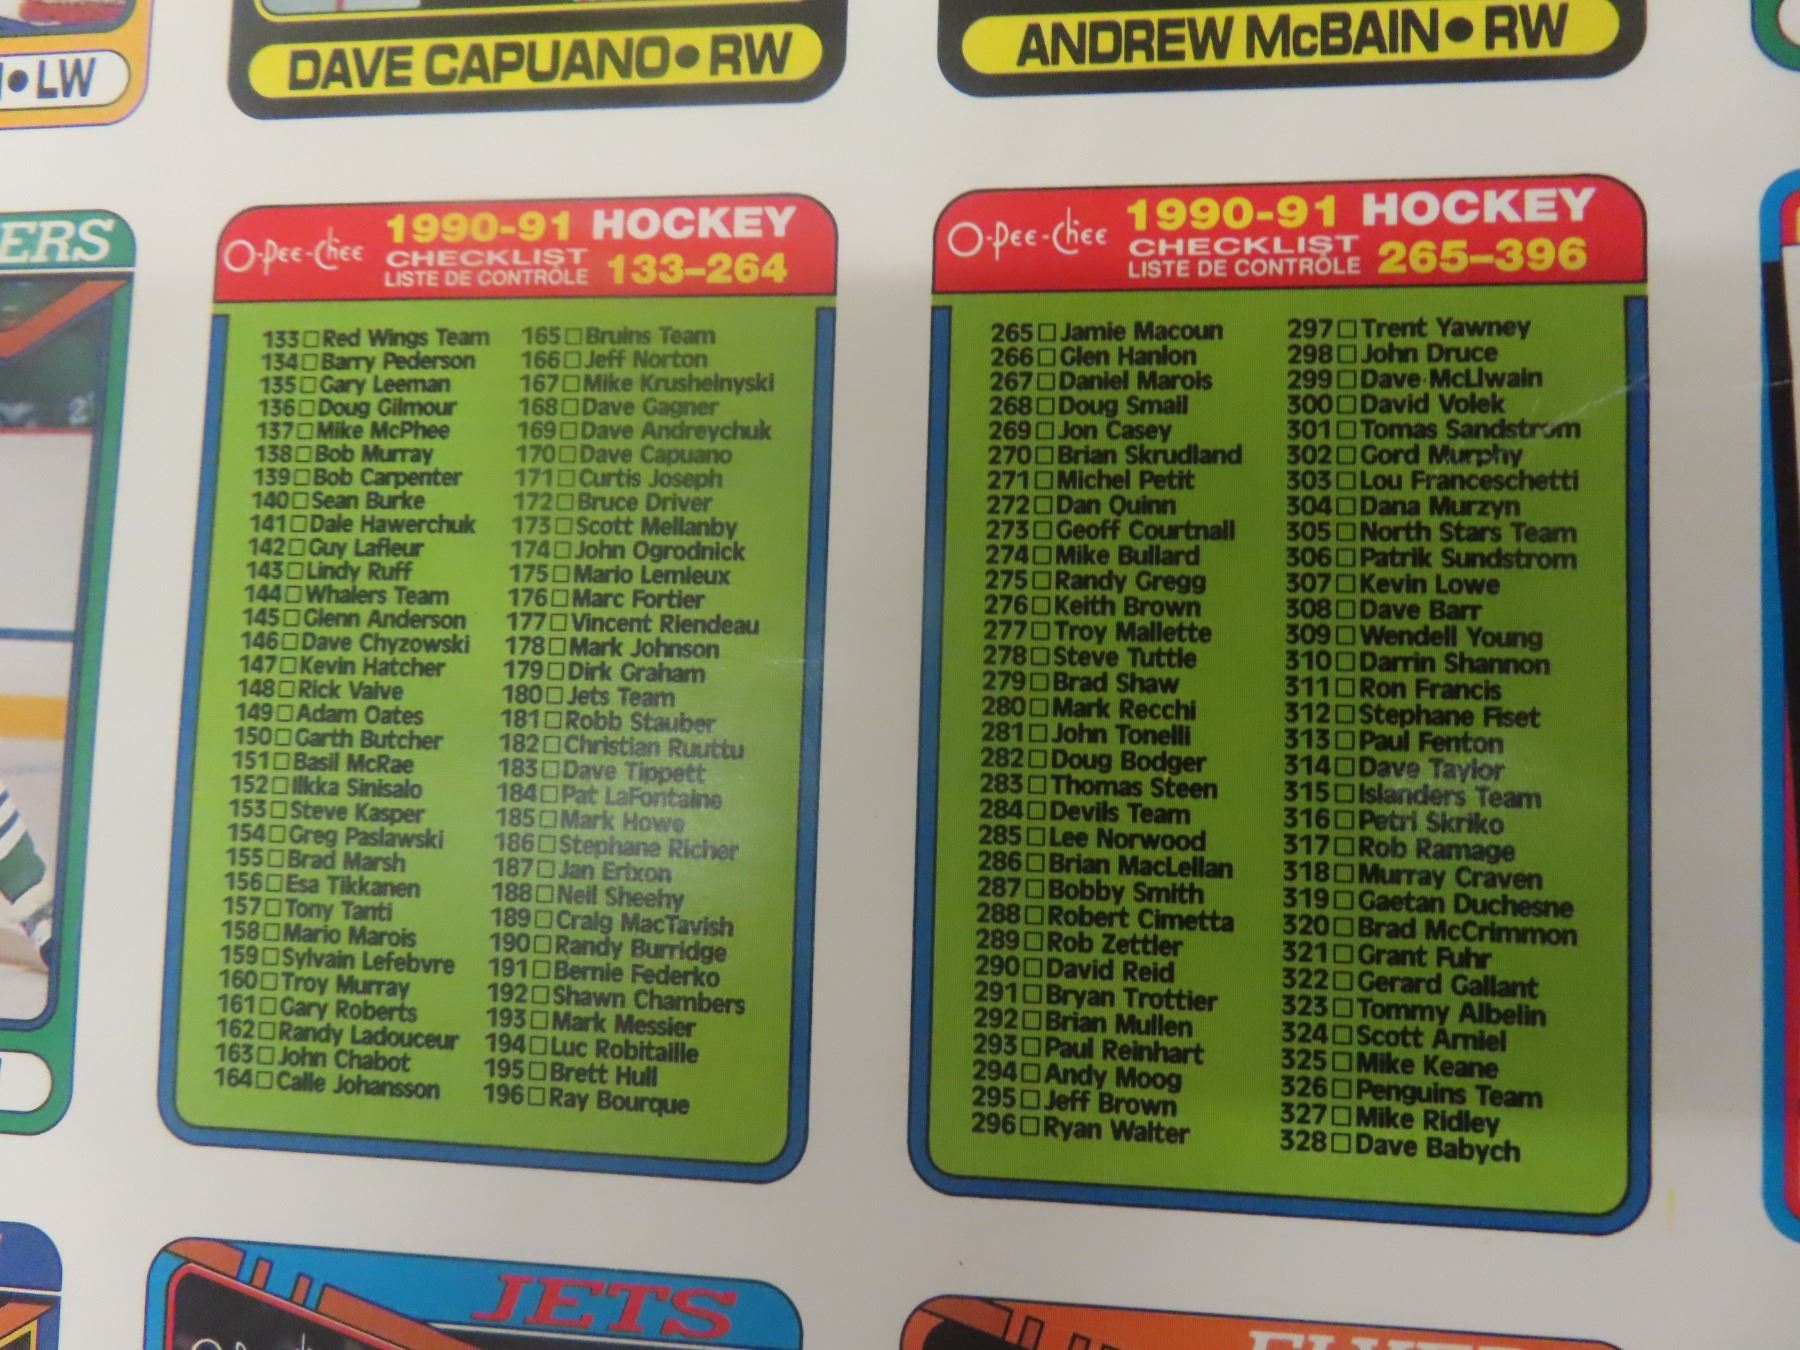 • LW
DAVE CAPUANO • RW
ANDREW McBAIN • RW
ERS
O-Pee-Chee
1990-91 HOCKEY
CHECKLIST
LISTE DE CONTRÔLE
133–264
133 Red Wings Team
134 Barry Pederson
135 Gary Leeman
136 Doug Gilmour
137 Mike McPhee
138 Bob Murray
139 Bob Carpenter
140 Sean Burke
141 Dale Hawerchuk
142 Guy Lafleur
143 Lindy Ruff
144 Whalers Team
145 Glenn Anderson
146 Dave Chyzowski
147 Kevin Hatcher
148 Rick Vaive
149 Adam Oates
150 Garth Butcher
151 Basil McRae
152 Ilkka Sinisalo
153 Steve Kasper
154 Greg Paslawski
155 Brad Marsh
156 Esa Tikkanen
157 Tony Tanti
158 Mario Marois
159 Sylvain Lefebvre
160 Troy Murray
161 Gary Roberts
162 Randy Ladouceur
163 John Chabot
164 Calle Johansson
165 Bruins Team
166 Jeff Norton
167 Mike Krushelnyski
168 Dave Gagner
169 Dave Andreychuk
170 Dave Capuano
171 Curtis Joseph
172 Bruce Driver
173 Scott Mellanby
174 John Ogrodnick
175 Mario Lemieux
176 Marc Fortier
177 Vincent Riendeau
178 Mark Johnson
179 Dirk Graham
180 Jets Team
181 Robb Stauber
182 Christian Ruuttu
183 Dave Tippett
184 Pat LaFontaine
185 Mark Howe
186 Stephane Richer
187 Jan Erixon
188 Neil Sheehy
189 Craig MacTavish
190 Randy Burridge
191 Bernie Federko
192 Shawn Chambers
193 Mark Messier
194 Luc Robitaille
195 Brett Hull
196 Ray Bourque
O-Pee-Chee
1990-91 HOCKEY
CHECKLIST
LISTE DE CONTRÔLE
265–396
265 Jamie Macoun
266 Glen Hanlon
267 Daniel Marois
268 Doug Smail
269 Jon Casey
270 Brian Skrudland
271 Michel Petit
272 Dan Quinn
273 Geoff Courtnall
274 Mike Bullard
275 Randy Gregg
276 Keith Brown
277 Troy Mallette
278 Steve Tuttle
279 Brad Shaw
280 Mark Recchi
281 John Tonelli
282 Doug Bodger
283 Thomas Steen
284 Devils Team
285 Lee Norwood
286 Brian MacLellan
287 Bobby Smith
288 Robert Cimetta
289 Rob Zettler
290 David Reid
291 Bryan Trottier
292 Brian Mullen
293 Paul Reinhart
294 Andy Moog
295 Jeff Brown
296 Ryan Walter
297 Trent Yawney
298 John Druce
299 Dave McLlwain
300 David Volek
301 Tomas Sandstrom
302 Gord Murphy
303 Lou Franceschetti
304 Dana Murzyn
305 North Stars Team
306 Patrik Sundstrom
307 Kevin Lowe
308 Dave Barr
309 Wendell Young
310 Darrin Shannon
311 Ron Francis
312 Stephane Fiset
313 Paul Fenton
314 Dave Taylor
315 Islanders Team
316 Petri Skriko
317 Rob Ramage
318 Murray Craven
319 Gaetan Duchesne
320 Brad McCrimmon
321 Grant Fuhr
322 Gerard Gallant
323 Tommy Albelin
324 Scott Arniel
325 Mike Keane
326 Penguins Team
327 Mike Ridley
328 Dave Babych
JETS